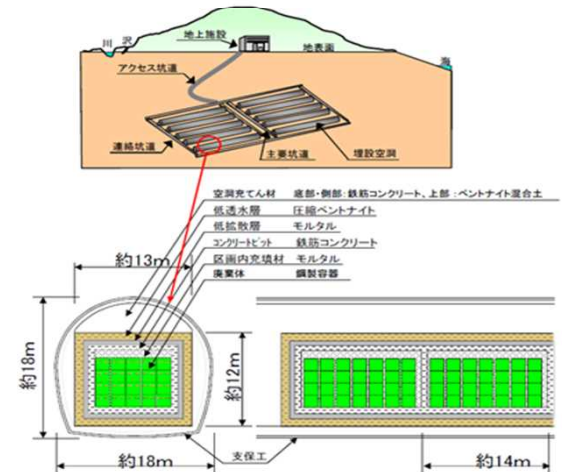 川 沢
地上施設
地表面
海
アクセス坑道
連絡坑道
主要坑道
埋設空洞
空洞充てん材 底部・側部:鉄筋コンクリート、上部:ベントナイト混合土
低透水層 圧縮ベントナイト
低拡散層 モルタル
コンクリートピット 鉄筋コンクリート
区画内充填材 モルタル
廃棄体 鋼製容器
約13m
約18m
約12m
約18m
支保工
約14m